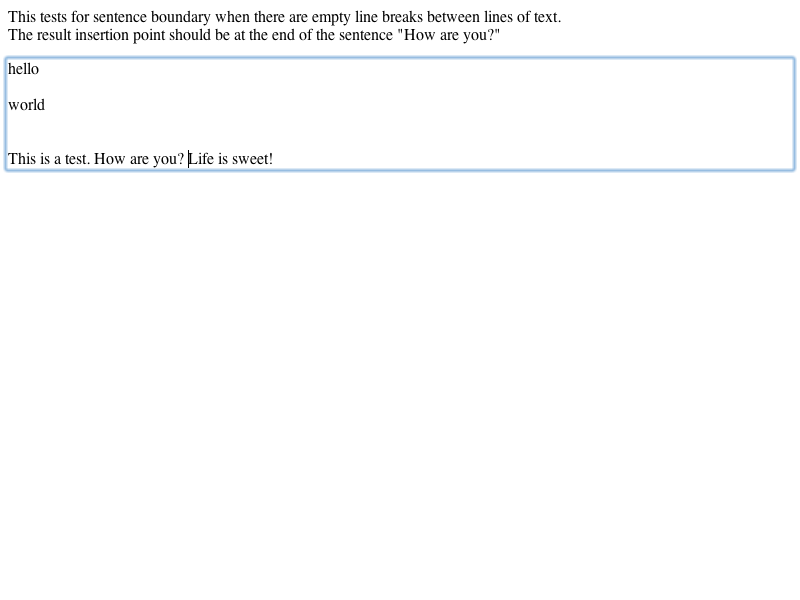 This tests for sentence boundary when there are empty line breaks between lines of text.
The result insertion point should be at the end of the sentence "How are you?"
hello
world
This is a test. How are you? Life is sweet!